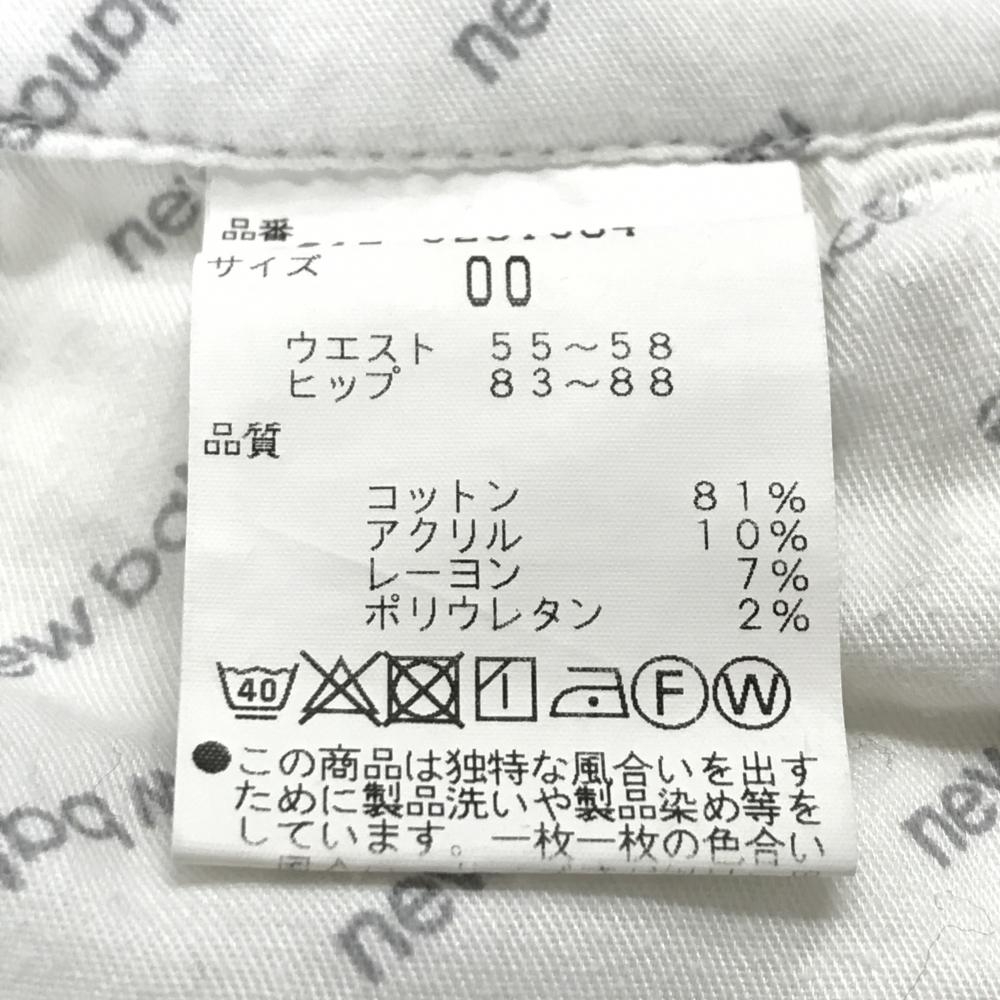 new
品番
サイズ 00
ウエスト 55～58
ヒップ 83～88
品質
コットン 81%
アクリル 10%
レーヨン 7%
ポリウレタン 2%
40 F W
●この商品は独特な風合いを出す
ために製品洗いや製品染め等を
しています。一枚一枚の色合い
new
new
new